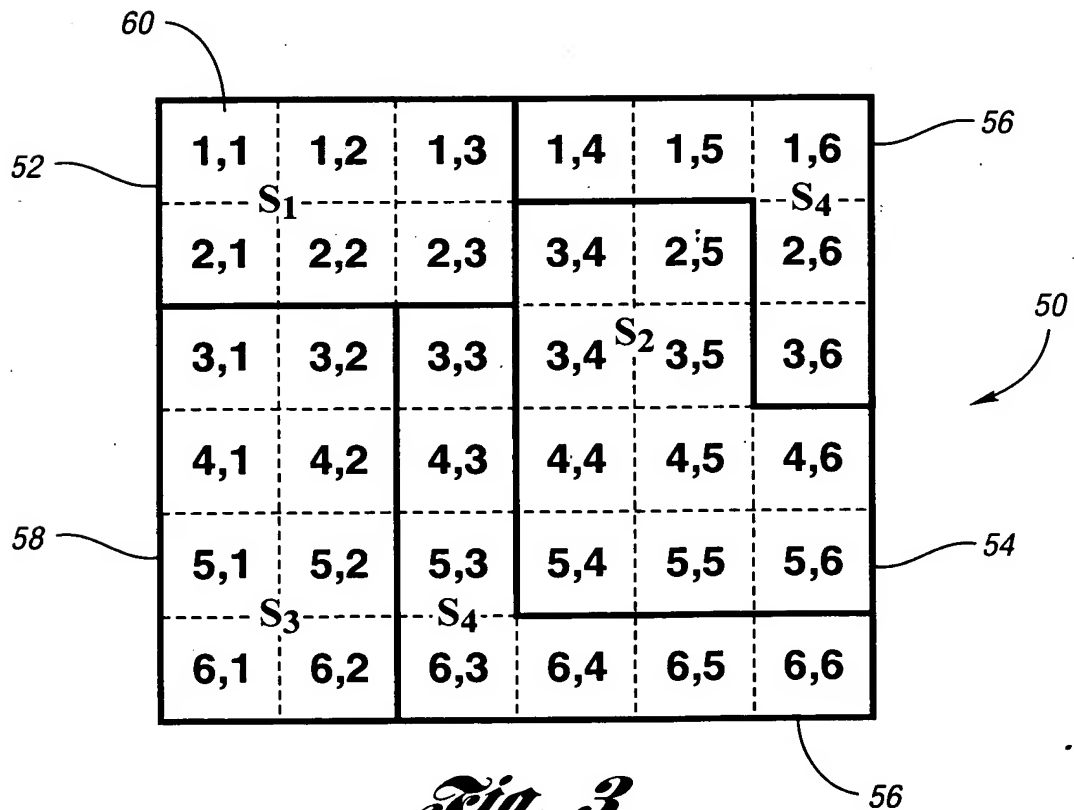 60
1,1 1,2 1,3 1,4 1,5 1,6 56
52
S1 S4
2,1 2,2 2,3 3,4 2,5 2,6
50
S2
3,1 3,2 3,3 3,4 3,5 3,6
4,1 4,2 4,3 4,4 4,5 4,6
58 54
5,1 5,2 5,3 5,4 5,5 5,6
S3 S4
6,1 6,2 6,3 6,4 6,5 6,6
56
Fig. 3